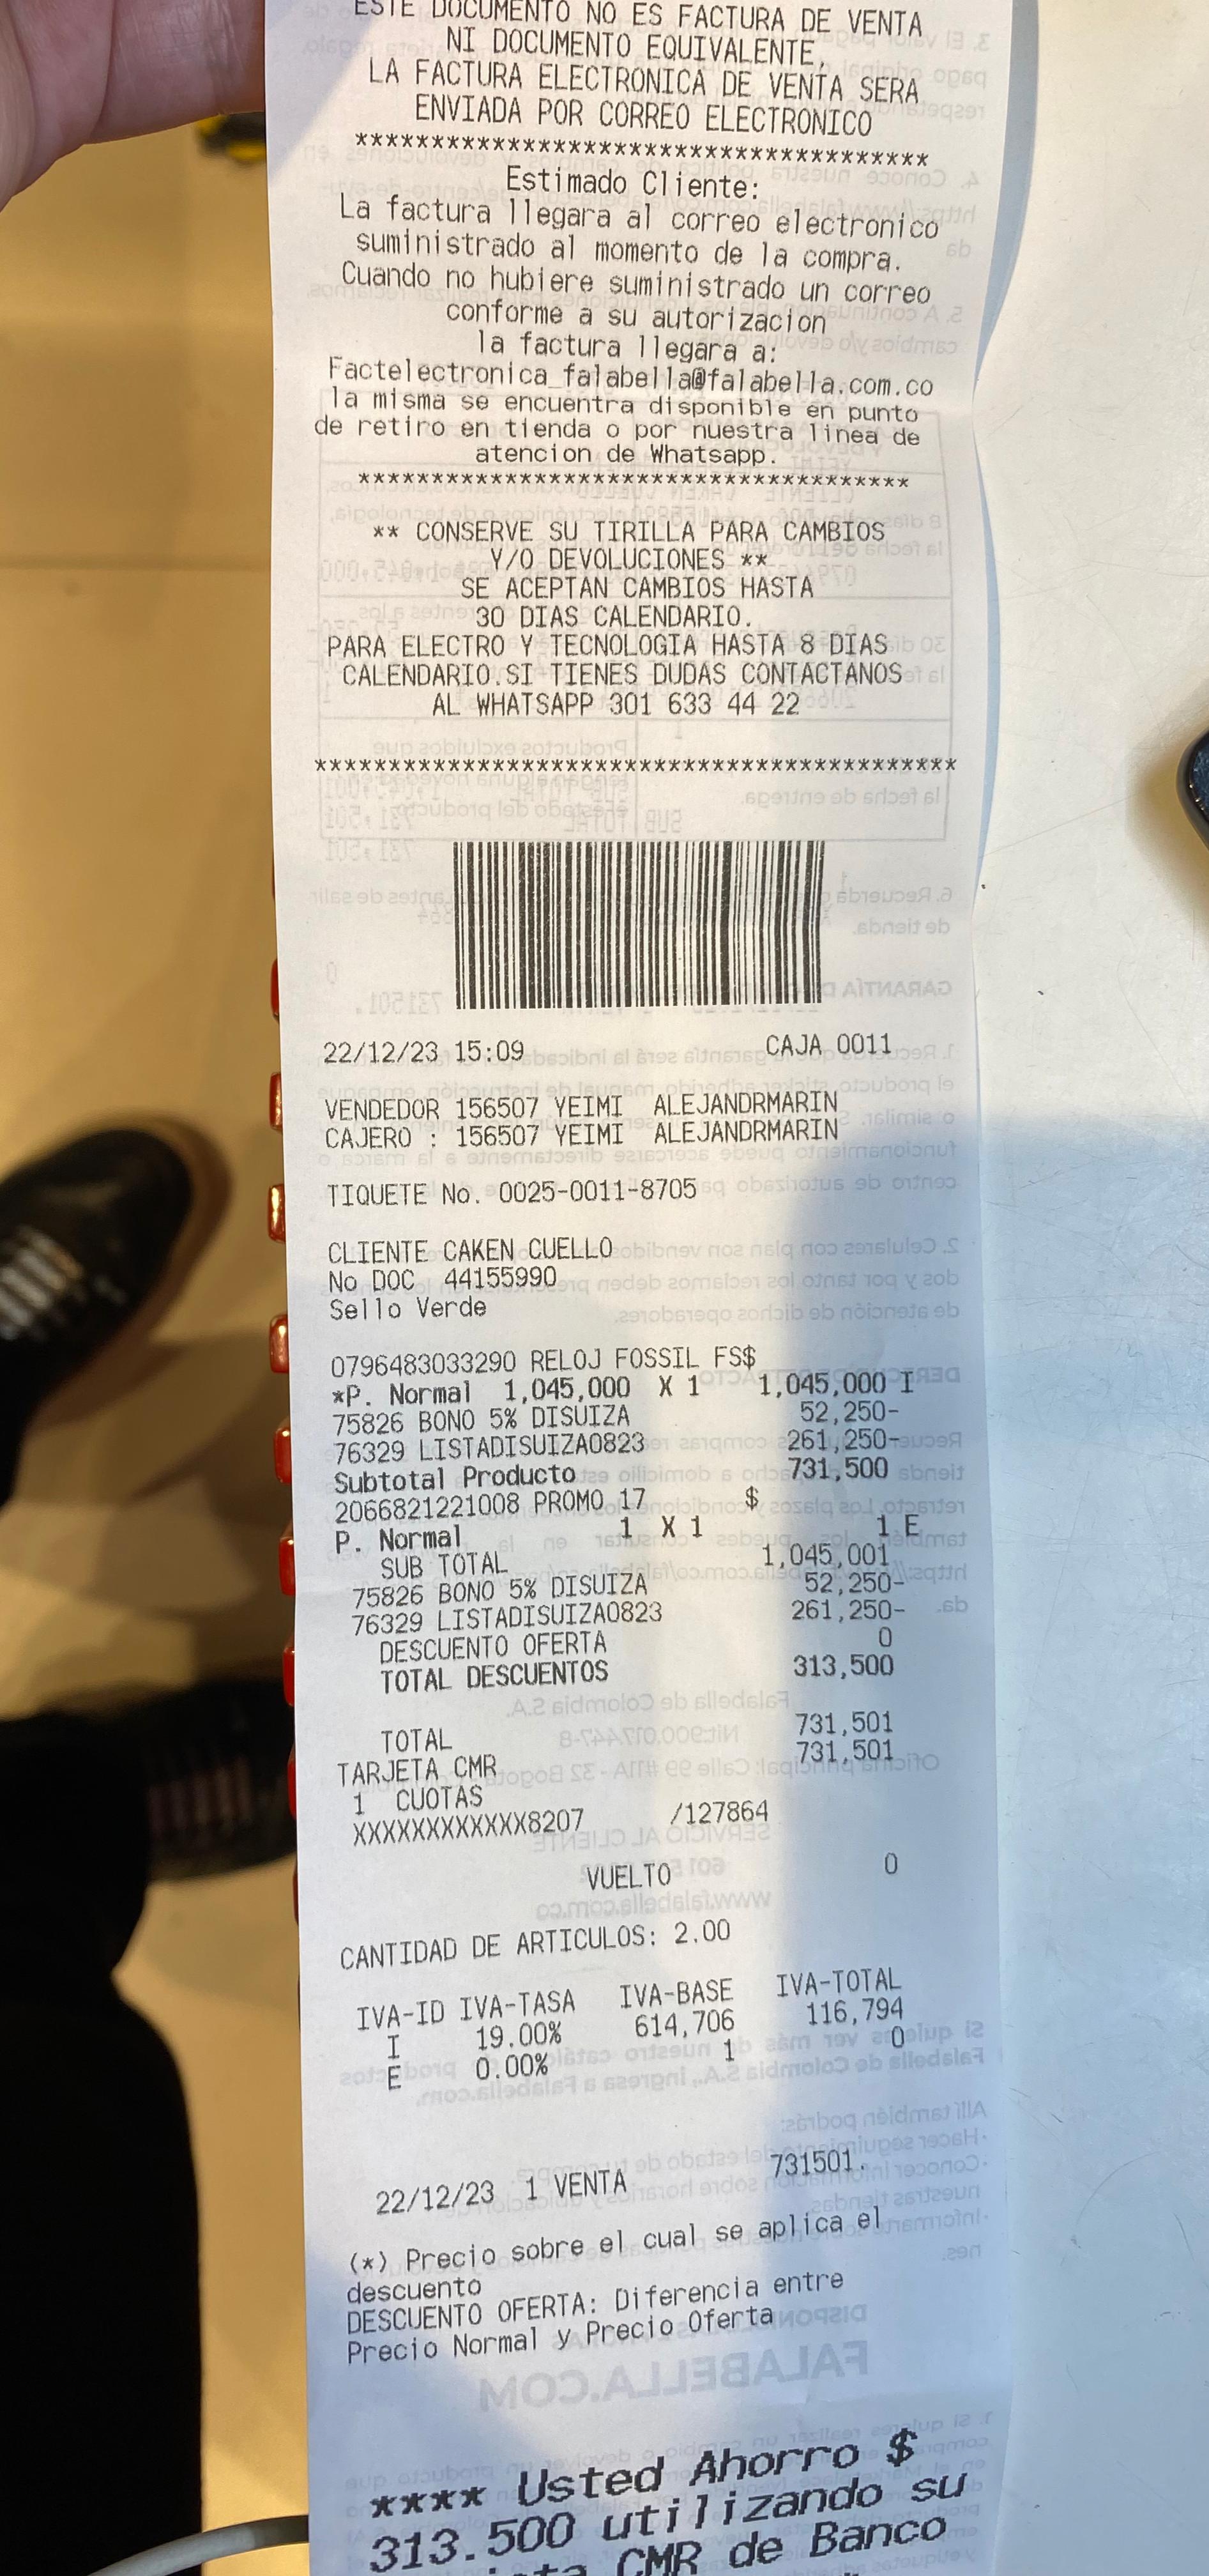 ESTE DOCUMENTO NO ES FACTURA DE VENTA
NI DOCUMENTO EQUIVALENTE,
LA FACTURA ELECTRONICA DE VENTA SERA
ENVIADA POR CORREO ELECTRONICO
**************************************
Estimado Cliente:
La factura llegara al correo electronico
suministrado al momento de la compra.
Cuando no hubiere suministrado un correo
conforme a su autorizacion
la factura llegara a:
Factelectronica_falabella@falabella.com.co
la misma se encuentra disponible en punto
de retiro en tienda o por nuestra linea de
atencion de Whatsapp.
**************************************
** CONSERVE SU TIRILLA PARA CAMBIOS
Y/O DEVOLUCIONES **
SE ACEPTAN CAMBIOS HASTA
30 DIAS CALENDARIO.
PARA ELECTRO Y TECNOLOGIA HASTA 8 DIAS
CALENDARIO.SI TIENES DUDAS CONTACTANOS
AL WHATSAPP 301 633 44 22
********************************************
22/12/23 15:09 CAJA 0011
VENDEDOR 156507 YEIMI ALEJANDRMARIN
CAJERO : 156507 YEIMI ALEJANDRMARIN
TIQUETE No. 0025-0011-8705
CLIENTE CAKEN CUELLO
No DOC 44155990
Sello Verde
0796483033290 RELOJ FOSSIL FS$
*P. Normal 1,045,000 X 1 1,045,000 I
75826 BONO 5% DISUIZA 52,250-
76329 LISTADISUIZA0823 261,250-
Subtotal Producto 731,500
2066821221008 PROMO 17 $
P. Normal 1 X 1 1 E
SUB TOTAL 1,045,001
75826 BONO 5% DISUIZA 52,250-
76329 LISTADISUIZA0823 261,250-
DESCUENTO OFERTA 0
TOTAL DESCUENTOS 313,500
TOTAL 731,501
TARJETA CMR 731,501
1 CUOTAS
XXXXXXXXXXXX8207 /127864
VUELTO 0
CANTIDAD DE ARTICULOS: 2.00
IVA-ID IVA-TASA IVA-BASE IVA-TOTAL
I 19.00% 614,706 116,794
E 0.00% 1 0
22/12/23 1 VENTA 731501.
(*) Precio sobre el cual se aplica el
descuento
DESCUENTO OFERTA: Diferencia entre
Precio Normal y Precio Oferta
**** Usted Ahorro $
313.500 utilizando su
CMR de Banco